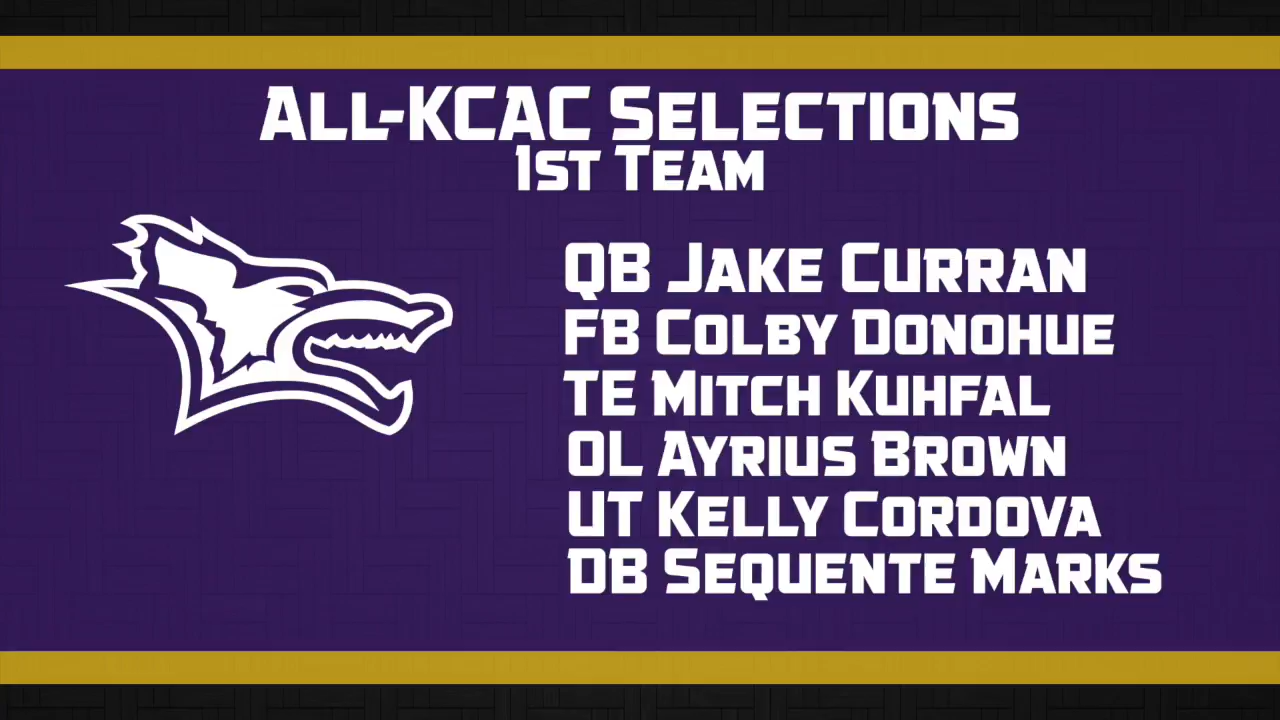 All-KCAC Selections
1st Team
QB Jake Curran
FB Colby Donohue
TE Mitch Kuhfal
OL Ayrius Brown
UT Kelly Cordova
DB Sequente Marks